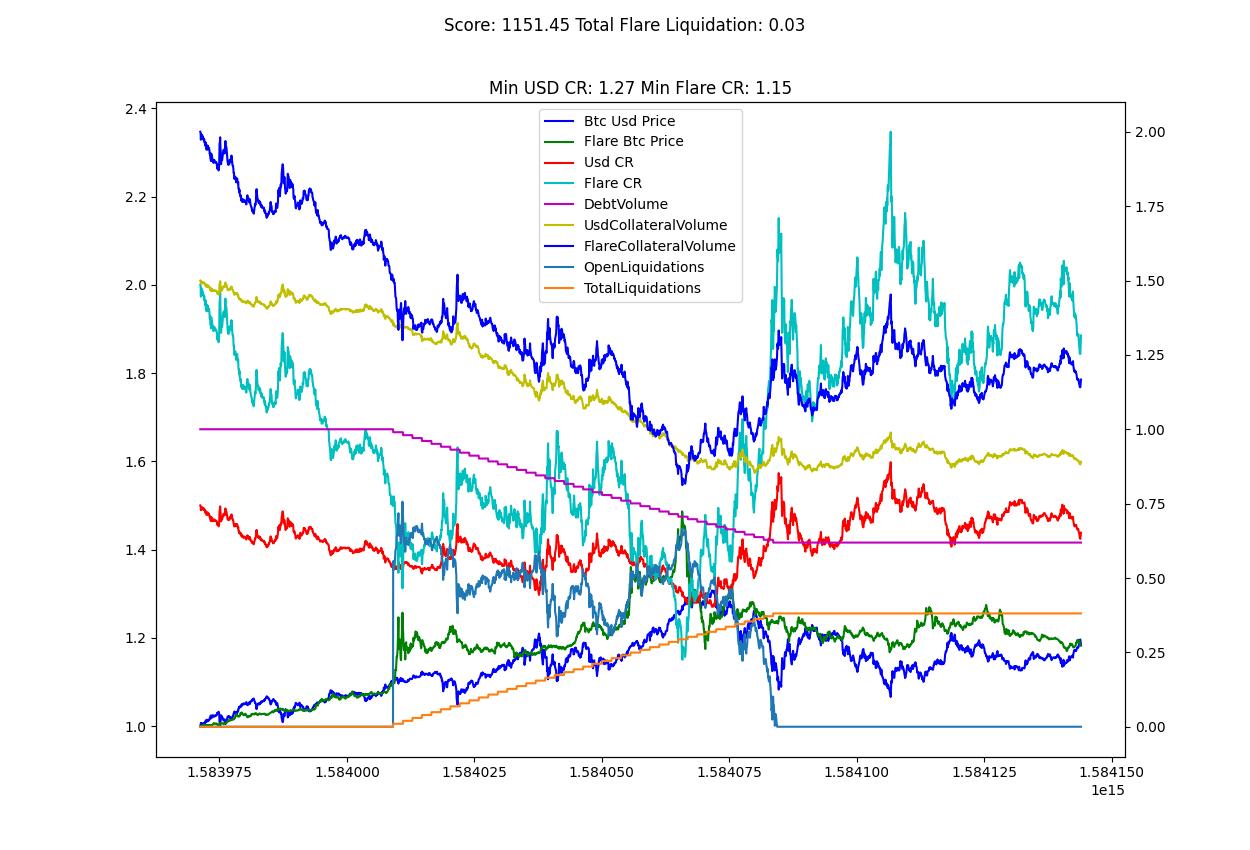 Score: 1151.45 Total Flare Liquidation: 0.03
Min USD CR: 1.27 Min Flare CR: 1.15
Btc Usd Price
Flare Btc Price
Usd CR
Flare CR
DebtVolume
UsdCollateralVolume
FlareCollateralVolume
OpenLiquidations
TotalLiquidations
2.4
2.2
2.0
1.8
1.6
1.4
1.2
1.0
2.00
1.75
1.50
1.25
1.00
0.75
0.50
0.25
0.00
1.583975 1.584000 1.584025 1.584050 1.584075 1.584100 1.584125 1.584150
1e15